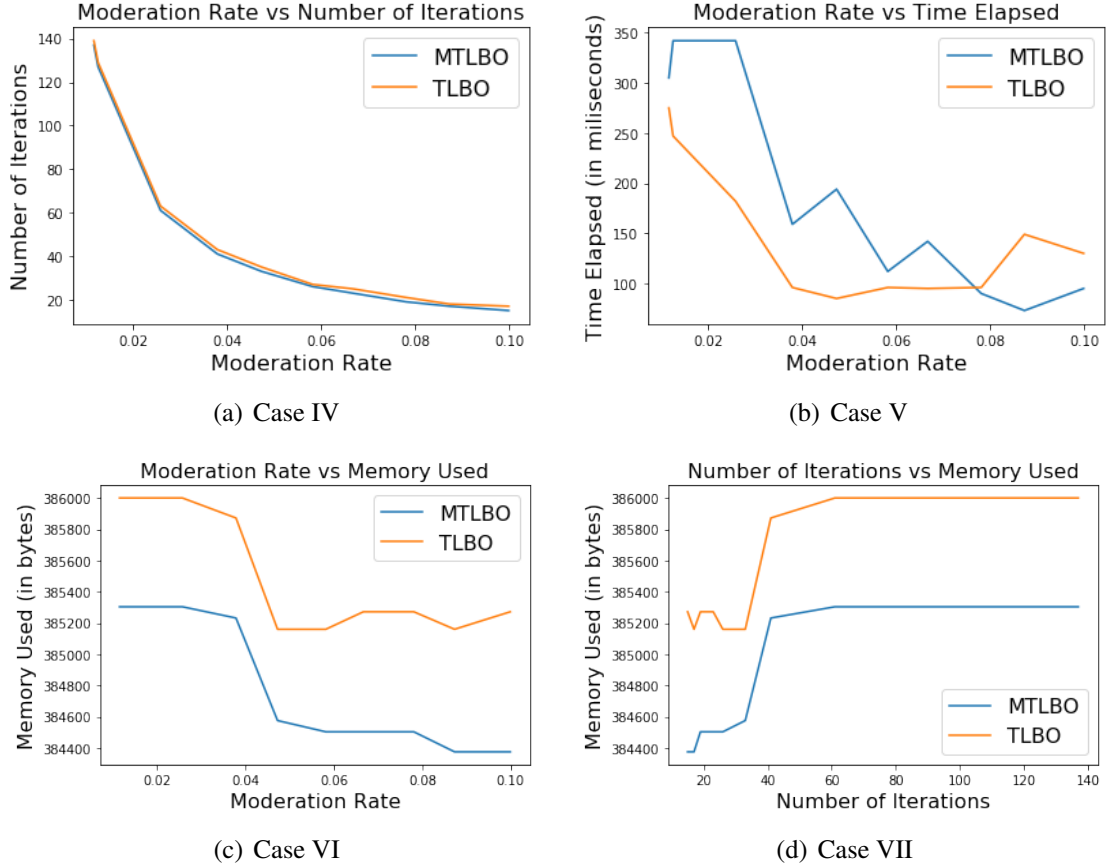 Moderation Rate vs Number of Iterations
Number of Iterations
140
120
100
80
60
40
20
MTLBO
TLBO
0.02
0.04
0.06
0.08
0.10
Moderation Rate
(a) Case IV
Moderation Rate vs Time Elapsed
Time Elapsed (in miliseconds)
350
300
250
200
150
100
MTLBO
TLBO
0.02
0.04
0.06
0.08
0.10
Moderation Rate
(b) Case V
Moderation Rate vs Memory Used
Memory Used (in bytes)
386000
385800
385600
385400
385200
385000
384800
384600
384400
MTLBO
TLBO
0.02
0.04
0.06
0.08
0.10
Moderation Rate
(c) Case VI
Number of Iterations vs Memory Used
Memory Used (in bytes)
386000
385800
385600
385400
385200
385000
384800
384600
384400
MTLBO
TLBO
20
40
60
80
100
120
140
Number of Iterations
(d) Case VII